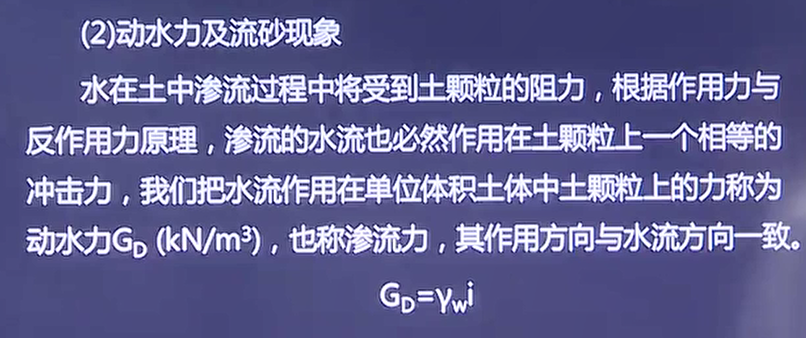 (2)动水力及流砂现象
水在土中渗流过程中将受到土颗粒的阻力，根据作用力与
反作用力原理，渗流的水流也必然作用在土颗粒上一个相等的
冲击力，我们把水流作用在单位体积土体中土颗粒上的力称为
动水力G_D (kN/m³)，也称渗流力，其作用方向与水流方向一致。
G_D=γ_wi